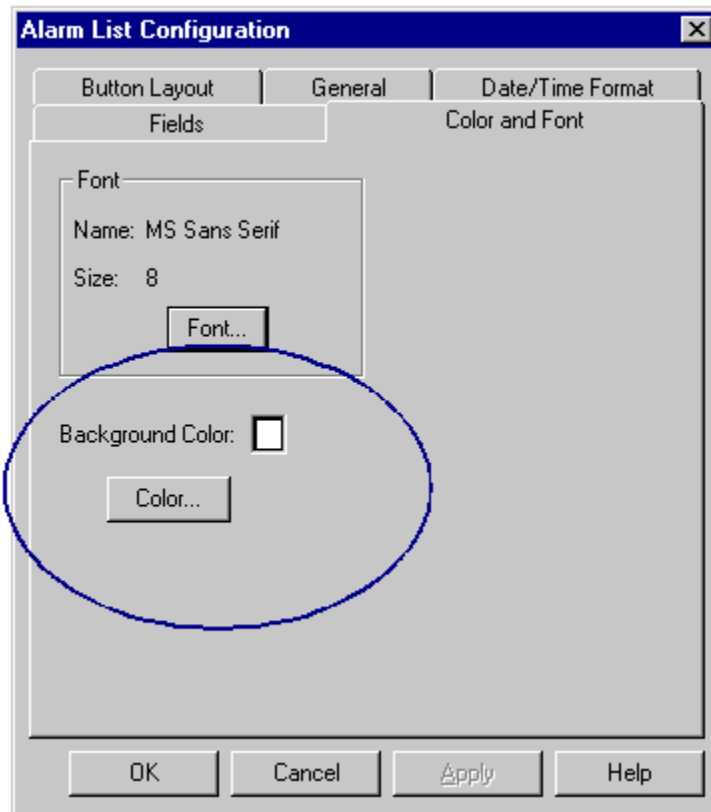 Alarm List Configuration
Button Layout General Date/Time Format
Fields Color and Font
Font
Name: MS Sans Serif
Size: 8
Font...
Background Color:
Color...
OK Cancel Apply Help